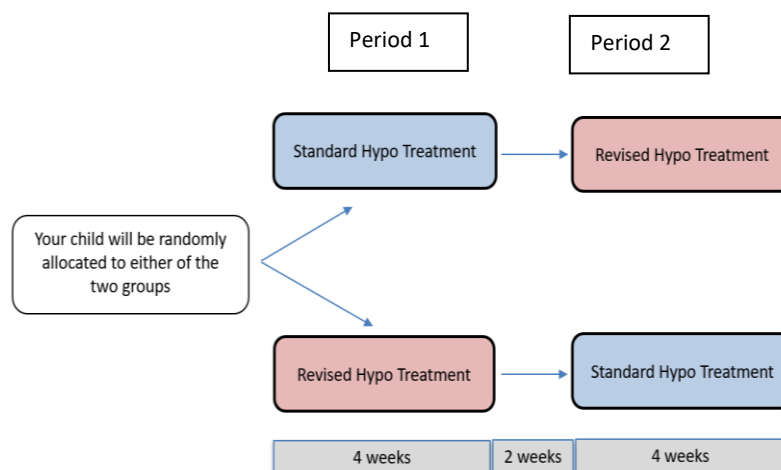 Period 1
Period 2
Standard Hypo Treatment
Revised Hypo Treatment
Your child will be randomly
allocated to either of the
two groups
Revised Hypo Treatment
Standard Hypo Treatment
4 weeks
2 weeks
4 weeks